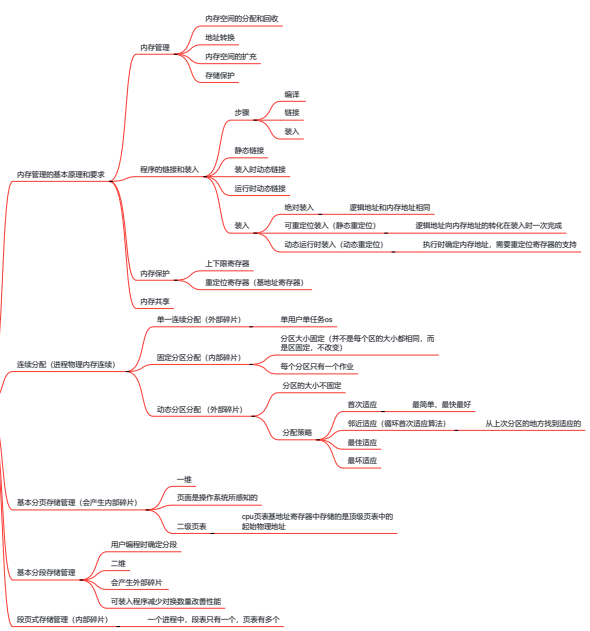 内存管理的基本原理和要求
内存管理
内存空间的分配和回收
地址转换
内存空间的扩充
存储保护
程序的链接和装入
步骤
编译
链接
装入
静态链接
装入时动态链接
运行时动态链接
装入
绝对装入
逻辑地址和内存地址相同
可重定位装入（静态重定位）
逻辑地址向内存地址的转化在装入时一次完成
动态运行时装入（动态重定位）
执行时确定内存地址，需要重定位寄存器的支持
内存保护
上下限寄存器
重定位寄存器（基地址寄存器）
内存共享
连续分配（进程物理内存连续）
单一连续分配（外部碎片）
单用户单任务os
固定分区分配（内部碎片）
分区大小固定（并不是每个区的大小都相同，而
是区固定，不改变）
每个分区只有一个作业
动态分区分配 （外部碎片）
分区的大小不固定
分配策略
首次适应
最简单，最快最好
邻近适应（循环首次适应算法）
从上次分区的地方找到适应的
最佳适应
最坏适应
基本分页存储管理（会产生内部碎片）
一维
页面是操作系统所感知的
二级页表
cpu页表基地址寄存器中存储的是顶级页表中的
起始物理地址
基本分段存储管理
用户编程时确定分段
二维
会产生外部碎片
可装入程序减少对换数量改善性能
段页式存储管理（内部碎片）
一个进程中，段表只有一个，页表有多个